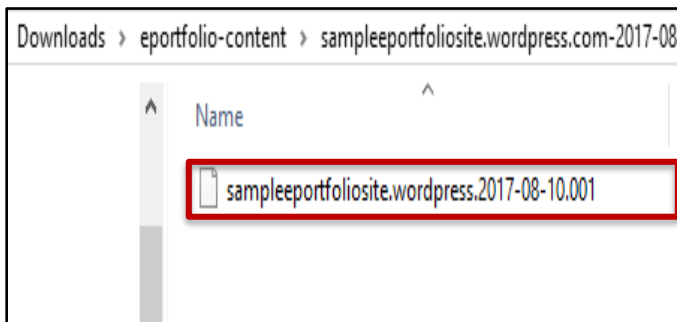 Downloads > eportfolio-content > sampleeportfoliosite.wordpress.com-2017-08
Name
sampleeportfoliosite.wordpress.2017-08-10.001